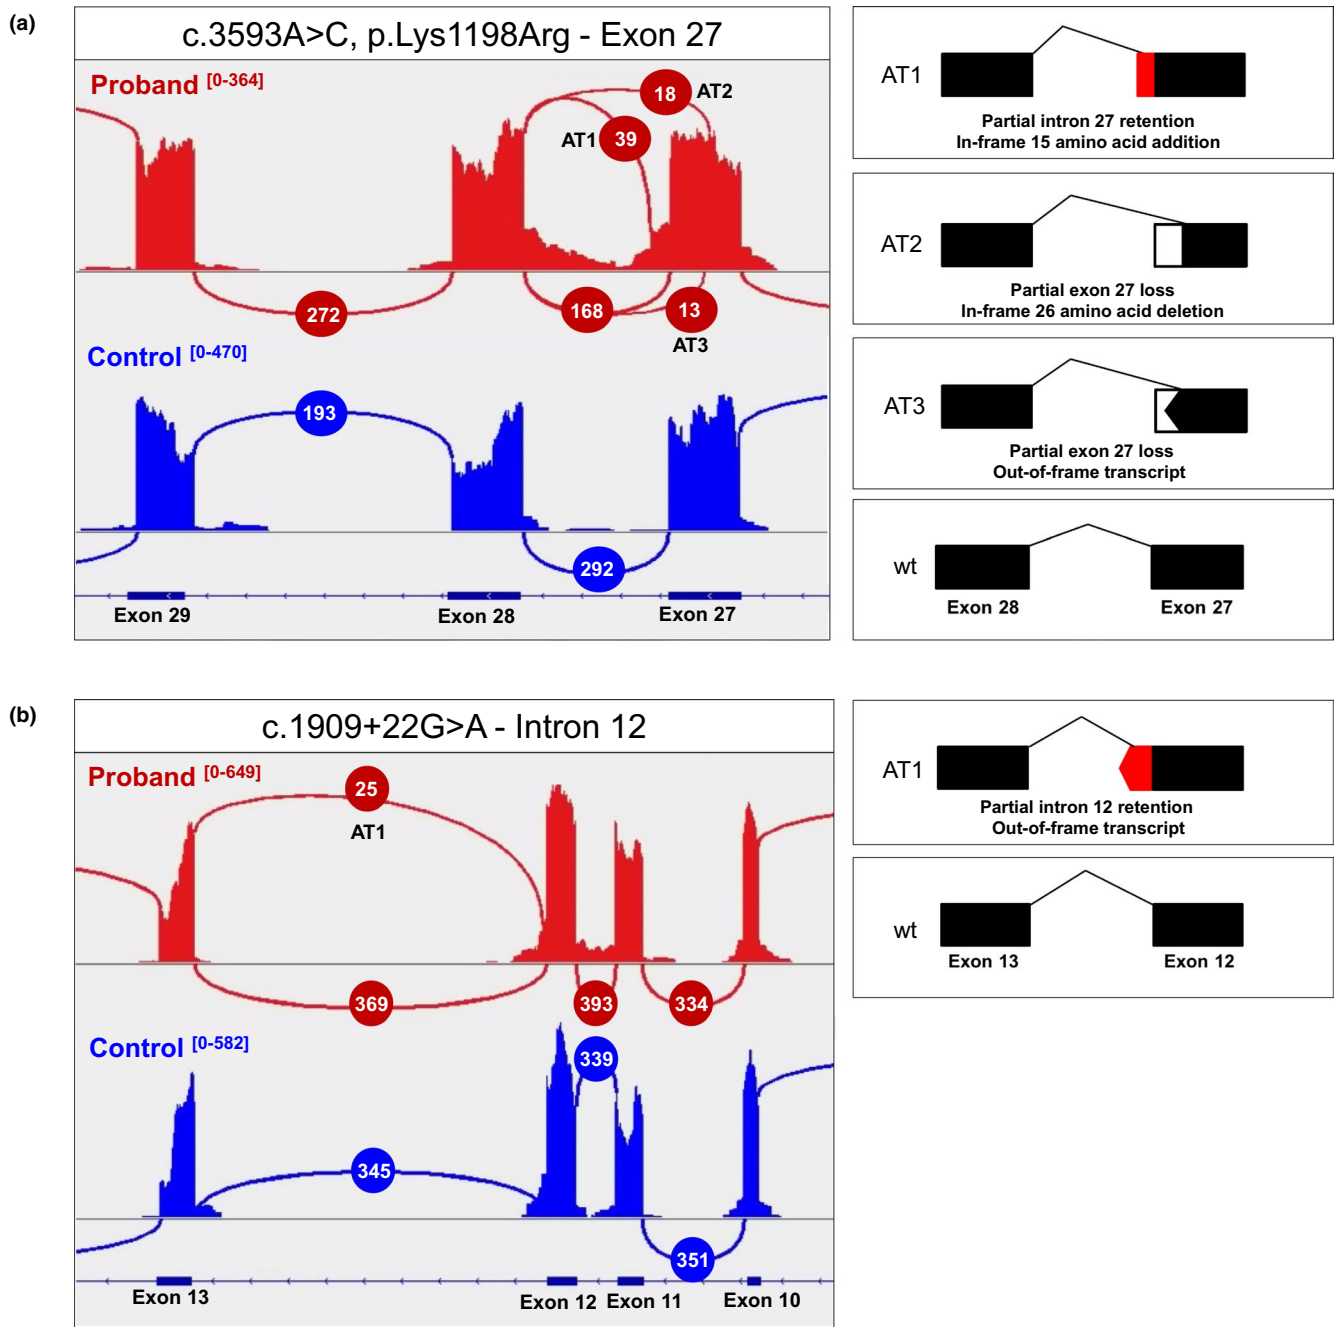 (a)
c.3593A>C, p.Lys1198Arg - Exon 27
Proband [0-364]
18
AT2
AT1
39
272
168
13
AT3
Control [0-470]
193
292
Exon 29
Exon 28
Exon 27
AT1
Partial intron 27 retention
In-frame 15 amino acid addition
AT2
Partial exon 27 loss
In-frame 26 amino acid deletion
AT3
Partial exon 27 loss
Out-of-frame transcript
wt
Exon 28
Exon 27
(b)
c.1909+22G>A - Intron 12
Proband [0-649]
25
AT1
369
393
334
Control [0-582]
339
345
351
Exon 13
Exon 12
Exon 11
Exon 10
AT1
Partial intron 12 retention
Out-of-frame transcript
wt
Exon 13
Exon 12